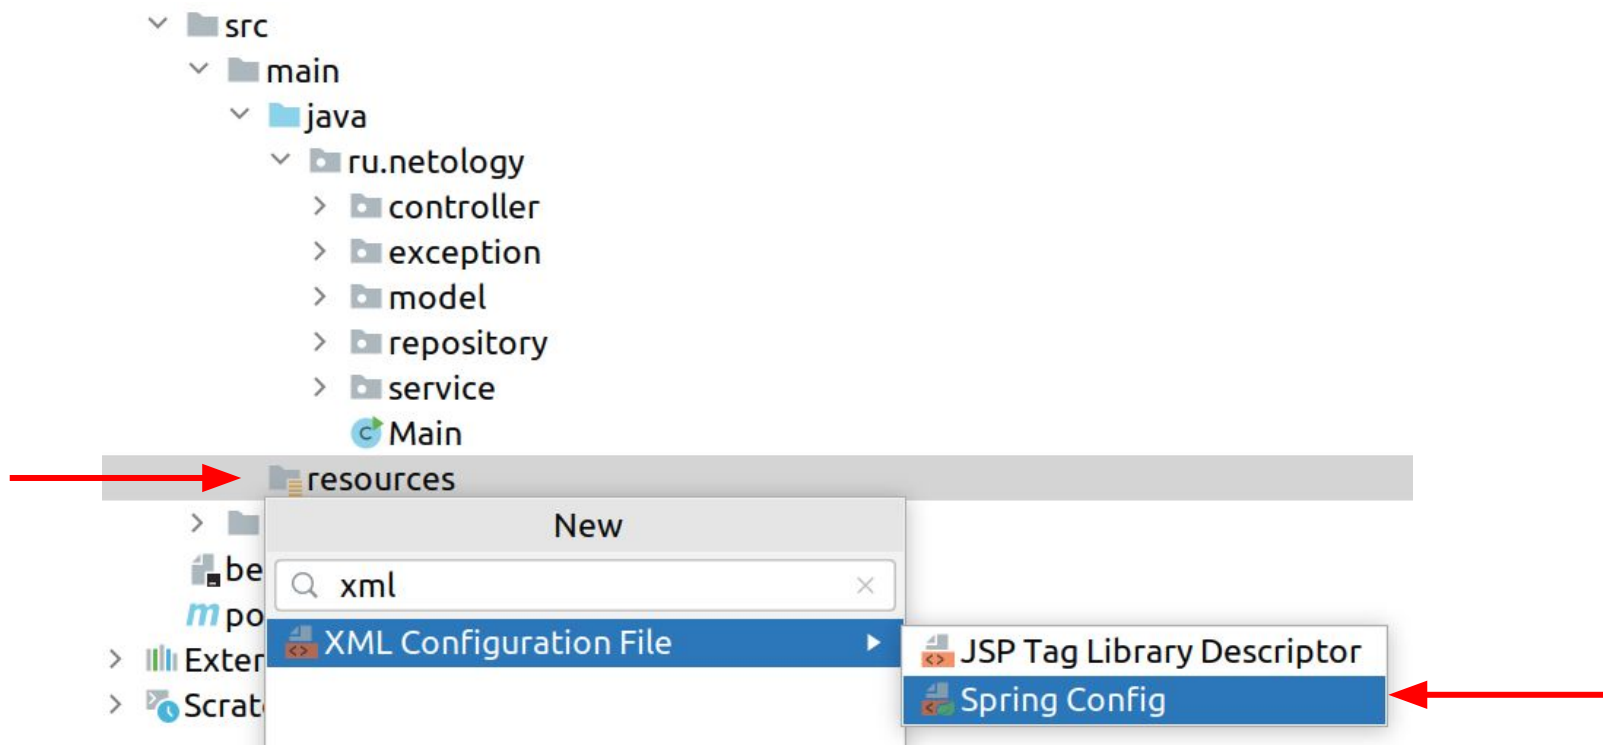 src
main
java
ru.netology
controller
exception
model
repository
service
Main
resources
New
be
xml
po
XML Configuration File
Exter
JSP Tag Library Descriptor
Spring Config
Scrat